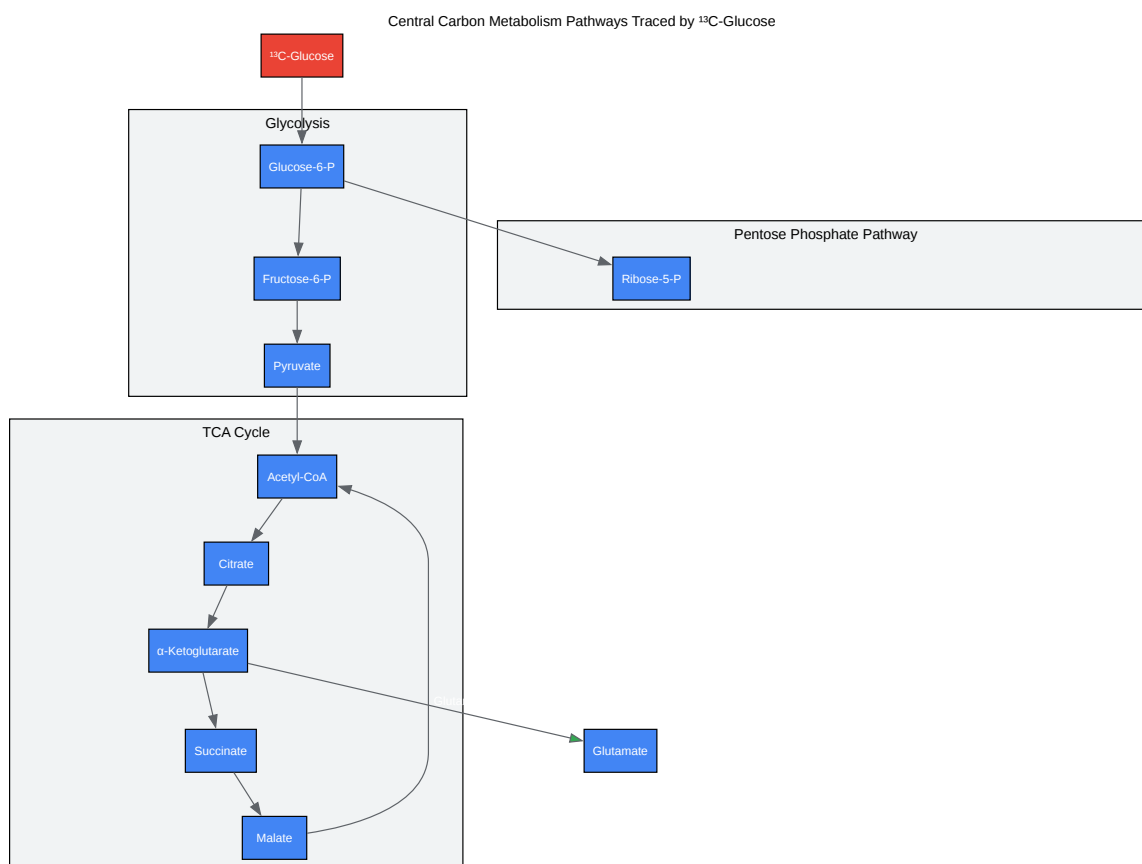 Central Carbon Metabolism Pathways Traced by ¹³C-Glucose
¹³C-Glucose
Glycolysis
Glucose-6-P
Pentose Phosphate Pathway
Fructose-6-P
Ribose-5-P
Pyruvate
TCA Cycle
Acetyl-CoA
Citrate
α-Ketoglutarate
Succinate
Glutamate
Malate